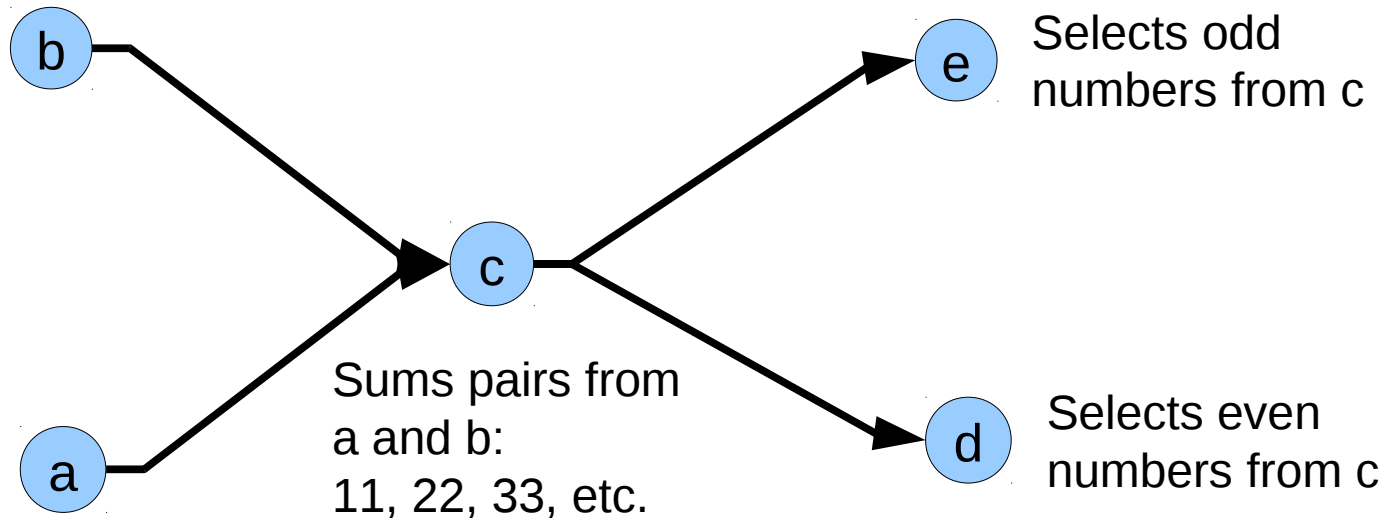 b
e
Selects odd
numbers from c
c
Sums pairs from
a and b:
11, 22, 33, etc.
a
d
Selects even
numbers from c